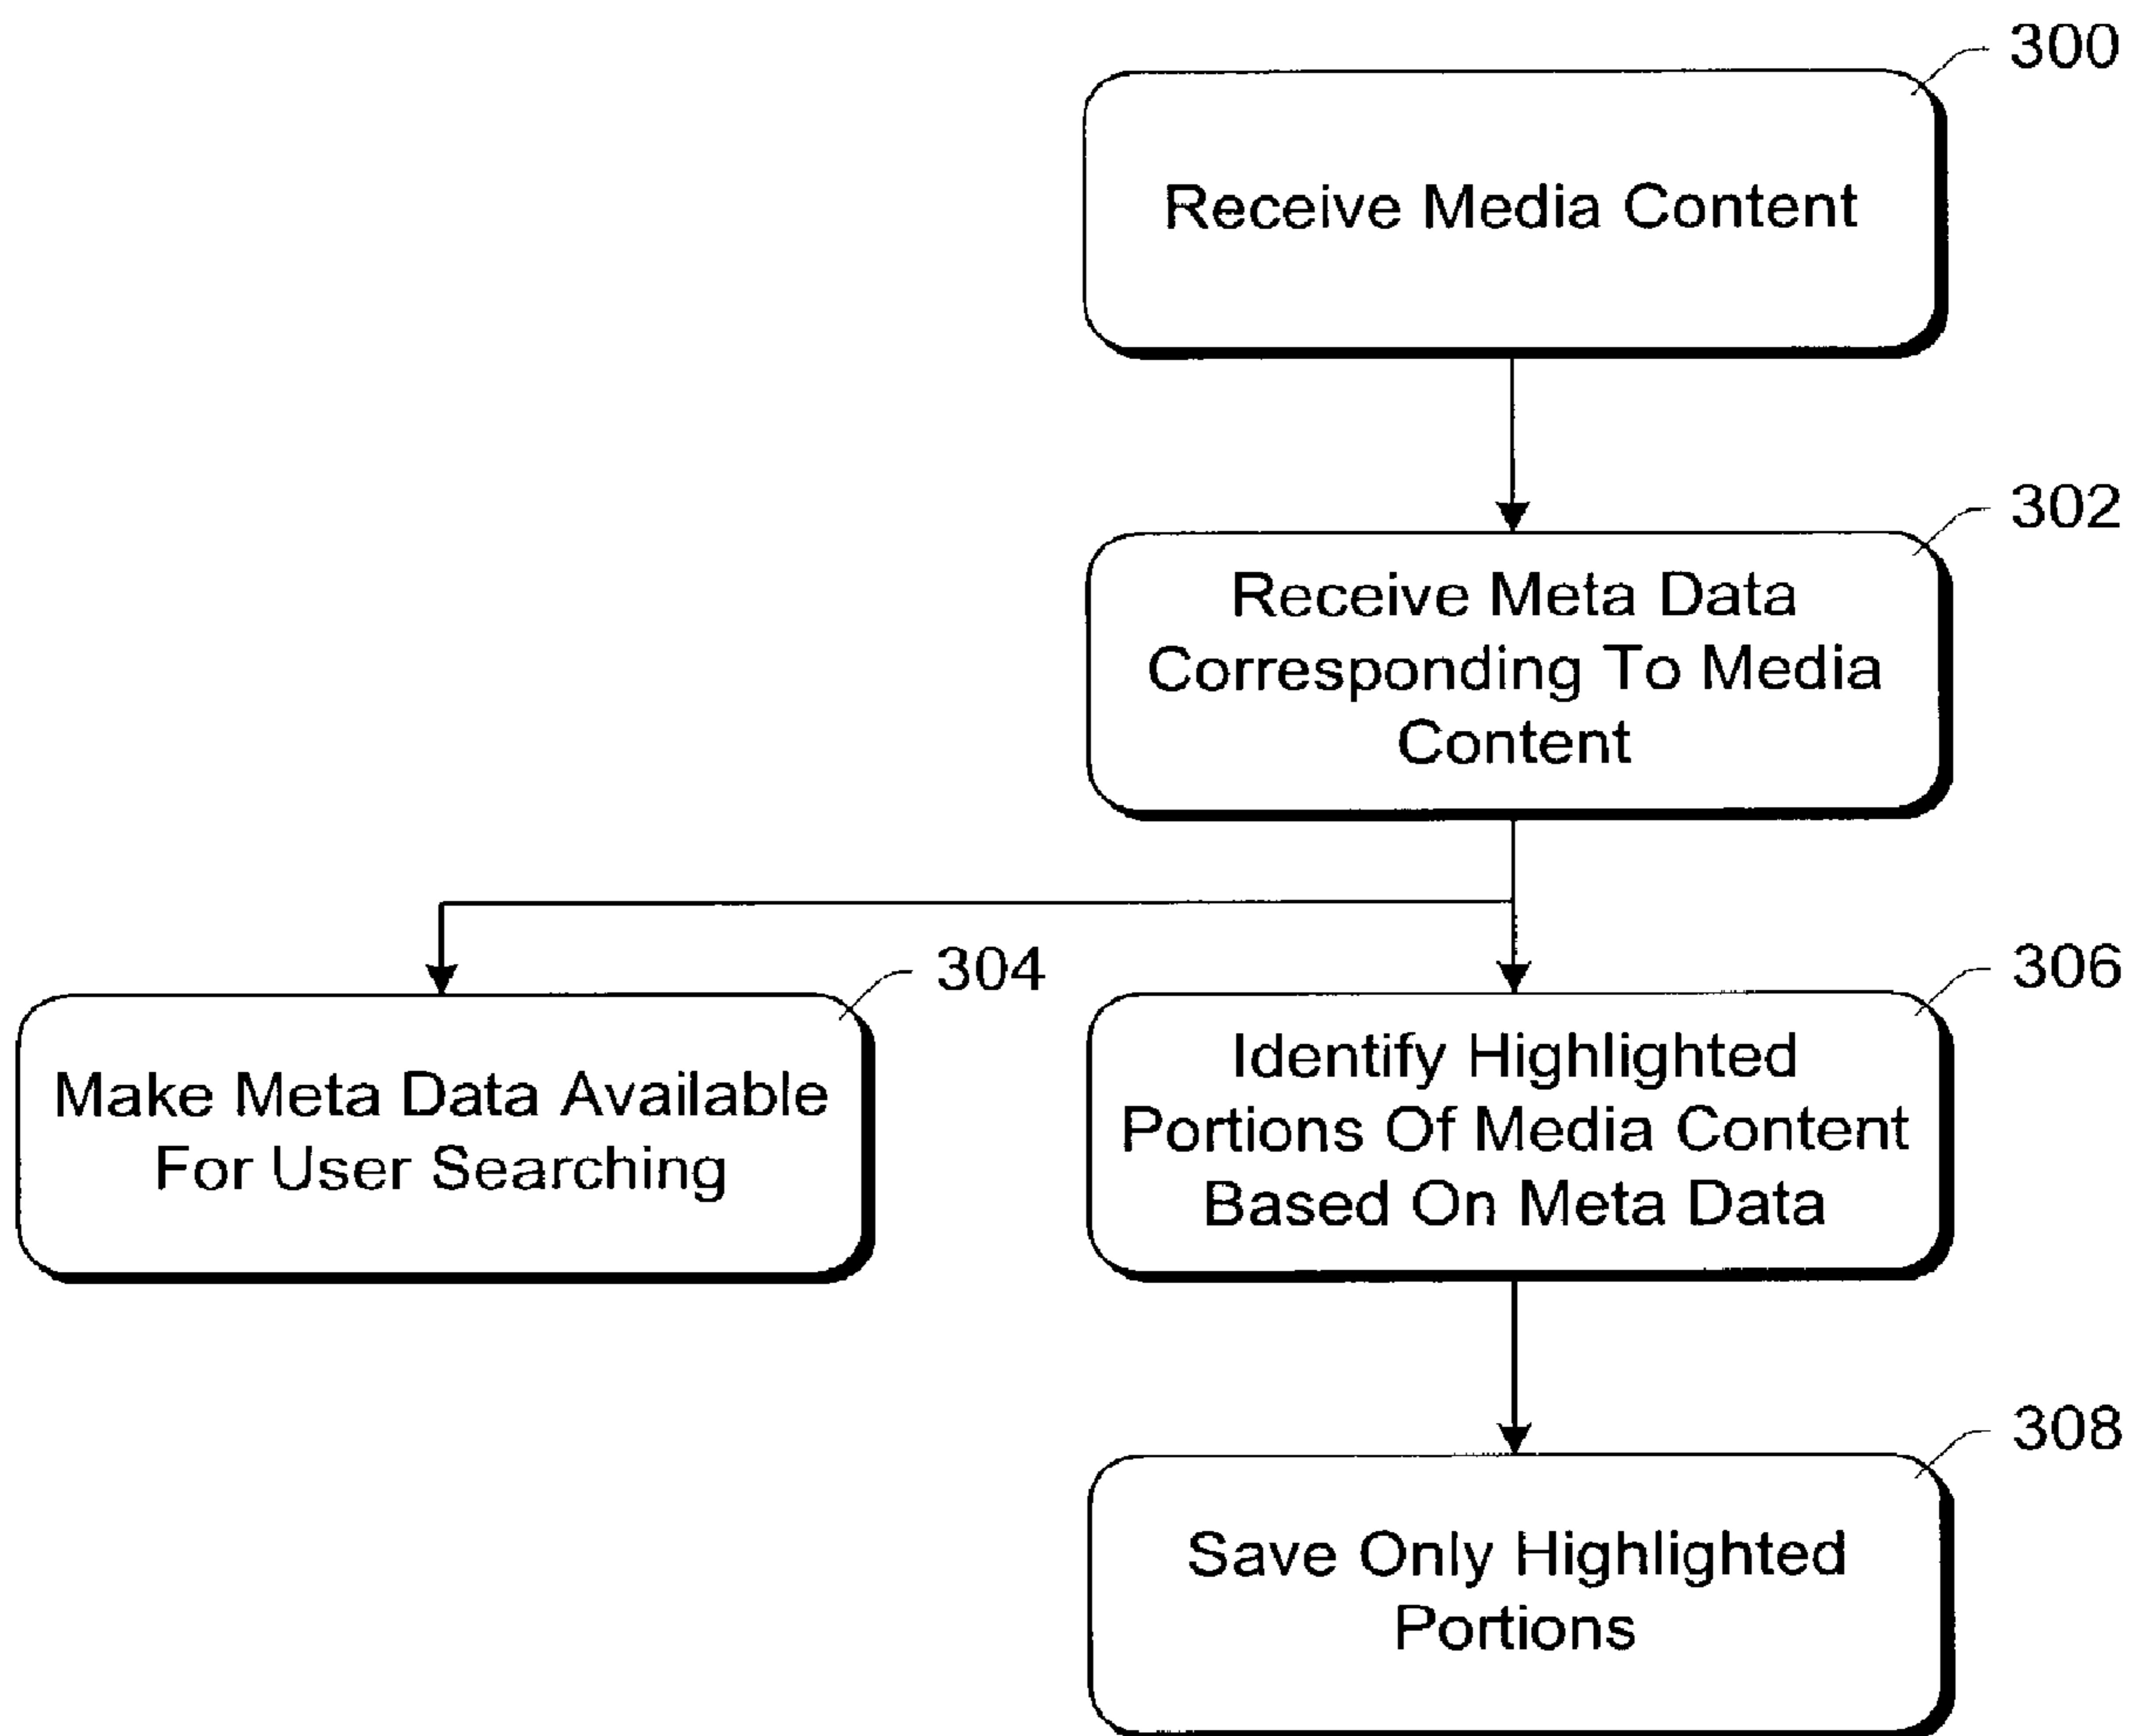 300
Receive Media Content
302
Receive Meta Data
Corresponding To Media
Content
304
Make Meta Data Available
For User Searching
306
Identify Highlighted
Portions Of Media Content
Based On Meta Data
308
Save Only Highlighted
Portions